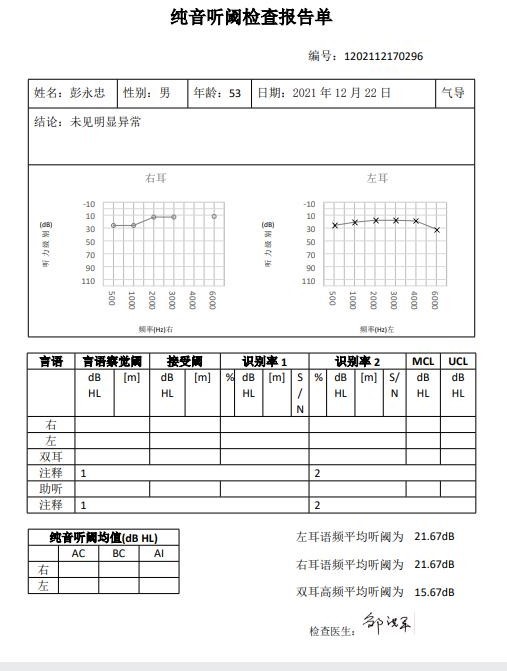 纯音听阈检查报告单
编号：1202112170296
姓名：彭永忠 性别：男 年龄：53 日期：2021 年 12 月 22 日 气导
结论：未见明显异常
右耳 左耳
(dB) 听力级别 -10 10 30 50 70 90 110
500 1000 2000 3000 4000 6000
频率(Hz)右
(dB) 听力级别 -10 10 30 50 70 90 110
500 1000 2000 3000 4000 6000
频率(Hz)左
言语 言语察觉阈 接受阈 识别率 1 识别率 2 MCL UCL
dB HL [m] dB HL [m] % dB HL [m] S/N % dB HL [m] S/N dB HL dB HL
右
左
双耳
注释 1 2
助听
注释 1 2
纯音听阈均值(dB HL)
AC BC AI
右
左
左耳语频平均听阈为 21.67dB
右耳语频平均听阈为 21.67dB
双耳高频平均听阈为 15.67dB
检查医生：